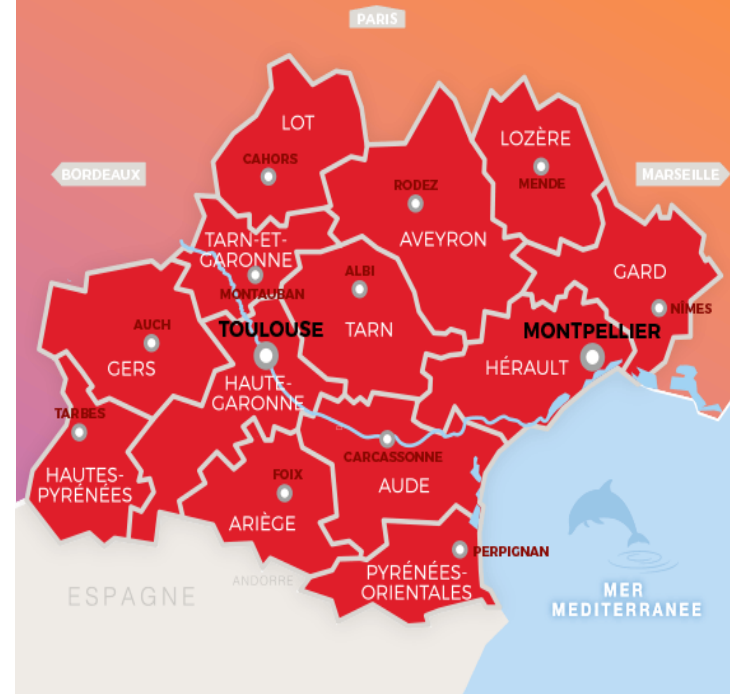 PARIS
LOT
LOZÈRE
CAHORS
BORDEAUX
MARSEILLE
RODEZ
MENDE
TARN-ET-
GARONNE
AVEYRON
ALBI
GARD
MONTAUBAN
NÎMES
AUCH
TOULOUSE
TARN
MONTPELLIER
GERS
HÉRAULT
HAUTE-
GARONNE
TARBES
CARCASSONNE
HAUTES-
PYRÉNÉES
FOIX
AUDE
ARIÈGE
PERPIGNAN
PYRÉNÉES-
ORIENTALES
ANDORRE
ESPAGNE
MER
MEDITERRANEE